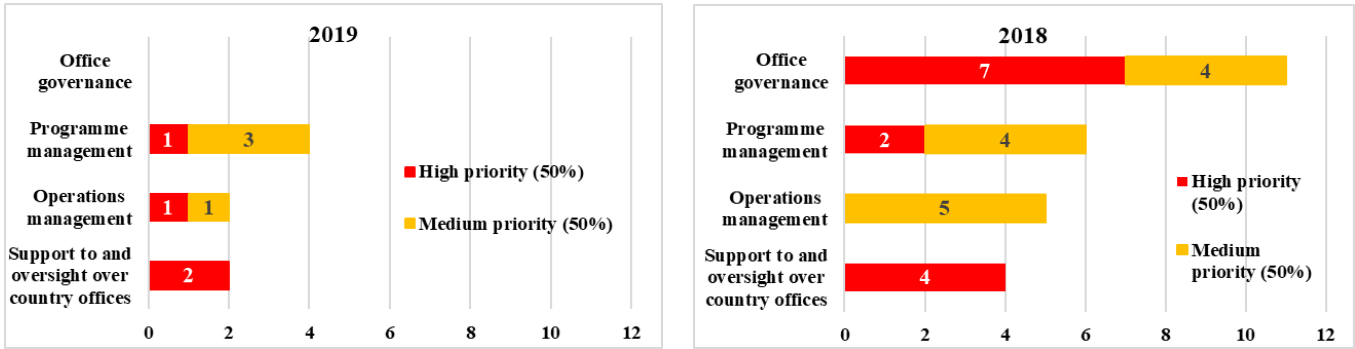 2019
Office
governance
Programme
management
1
3
Operations
management
1
1
Support to and
oversight over
country offices
2
High priority (50%)
Medium priority (50%)
0
2
4
6
8
10
12
2018
Office
governance
7
4
Programme
management
2
4
Operations
management
5
Support to and
oversight over
country offices
4
High priority
(50%)
Medium
priority (50%)
0
2
4
6
8
10
12